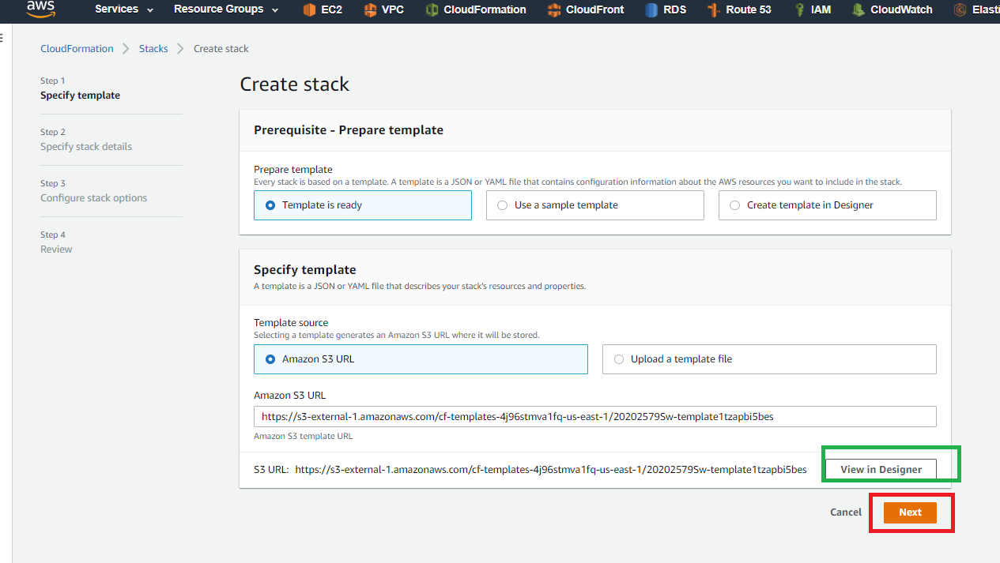 aws Services Resource Groups EC2 VPC CloudFormation CloudFront RDS Route 53 IAM CloudWatch Elasti
CloudFormation Stacks Create stack
Step 1
Specify template
Step 2
Specify stack details
Step 3
Configure stack options
Step 4
Review
Create stack
Prerequisite - Prepare template
Prepare template
Every stack is based on a template. A template is a JSON or YAML file that contains configuration information about the AWS resources you want to include in the stack.
Template is ready Use a sample template Create template in Designer
Specify template
A template is a JSON or YAML file that describes your stack's resources and properties.
Template source
Selecting a template generates an Amazon S3 URL where it will be stored.
Amazon S3 URL Upload a template file
Amazon S3 URL
https://s3-external-1.amazonaws.com/cf-templates-4j96stmva1fq-us-east-1/20202579Sw-template1tzapbi5bes
Amazon S3 template URL
S3 URL: https://s3-external-1.amazonaws.com/cf-templates-4j96stmva1fq-us-east-1/20202579Sw-template1tzapbi5bes View in Designer
Cancel Next